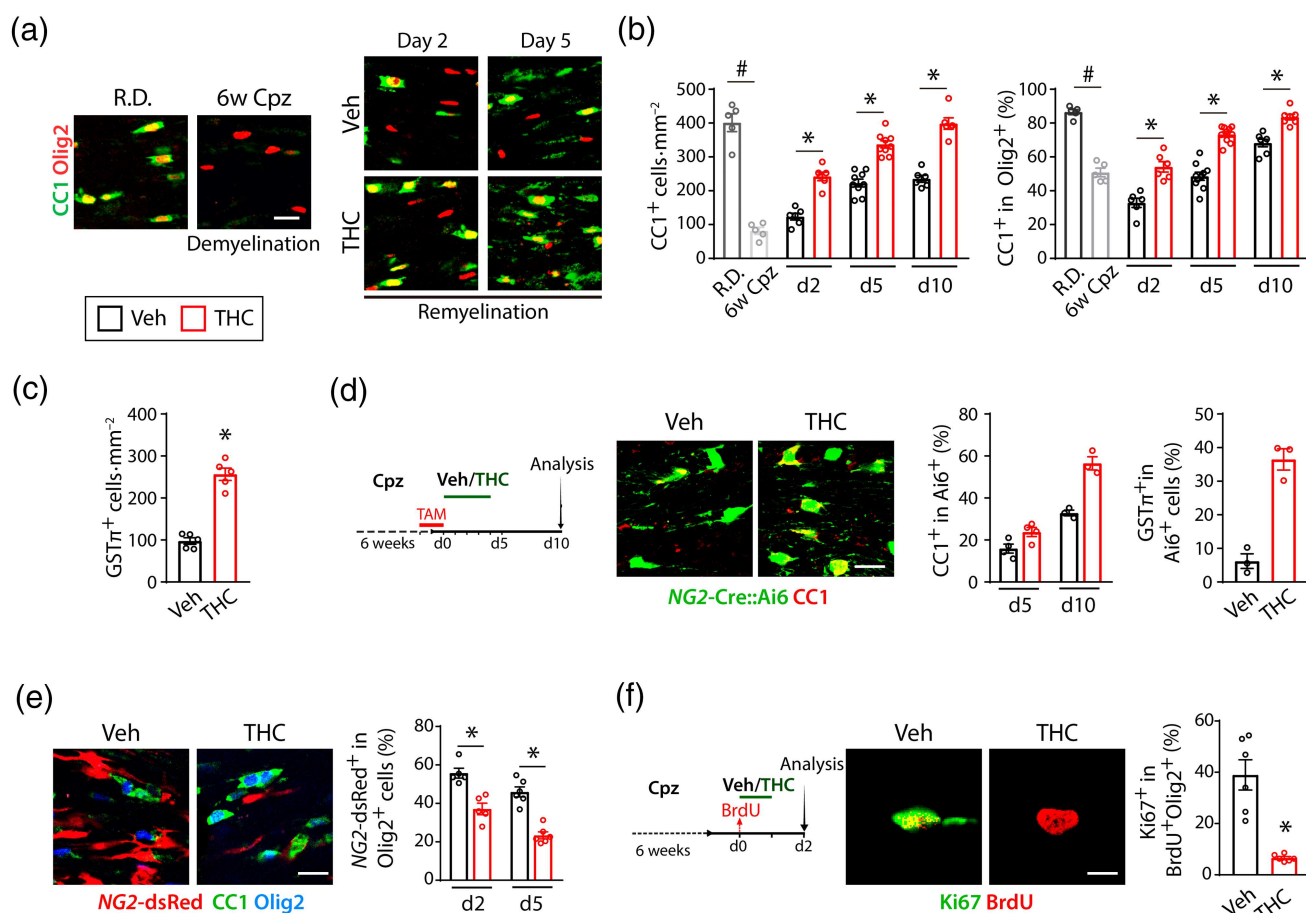 (a)
R.D.
6w Cpz
CC1 Olig2
Demyelination
Day 2
Day 5
Veh
THC
Remyelination
Veh
THC
(b)
CC1+ cells·mm−2
500
400
300
200
100
0
#
*
*
*
R.D.
6w Cpz
d2
d5
d10
CC1+ in Olig2+ (%)
100
80
60
40
20
0
#
*
*
*
R.D.
6w Cpz
d2
d5
d10
(c)
GSTπ+ cells·mm−2
400
300
200
100
0
*
Veh
THC
(d)
Cpz
Veh/THC
Analysis
TAM
6 weeks
d0
d5
d10
Veh
THC
NG2-Cre::Ai6 CC1
CC1+ in Ai6+ (%)
80
60
40
20
0
d5
d10
GSTπ+in
Ai6+ cells (%)
50
40
30
20
10
0
Veh
THC
(e)
Veh
THC
NG2-dsRed CC1 Olig2
NG2-dsRed+ in
Olig2+ cells (%)
80
60
40
20
0
*
*
d2
d5
(f)
Cpz
Veh/THC
Analysis
BrdU
6 weeks
d0
d2
Veh
THC
Ki67 BrdU
Ki67+ in
BrdU+Olig2+ (%)
60
40
20
0
*
Veh
THC